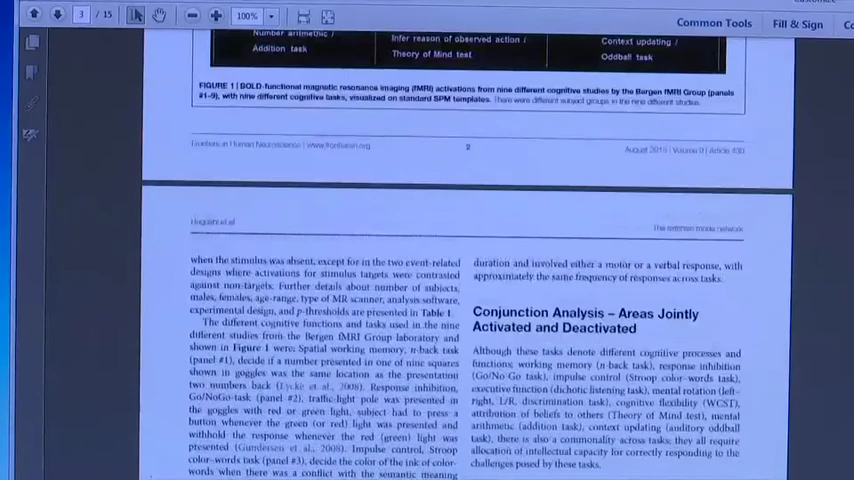 3 / 15
100%
Common Tools
Fill & Sign
Number arithmetic /
Addition task
Infer reason of observed action /
Theory of Mind test
Context updating /
Oddball task
FIGURE 1 | BOLD-functional magnetic resonance imaging (fMRI) activations from nine different cognitive studies by the Bergen fMRI Group (panels
#1–9), with nine different cognitive tasks, visualized on standard SPM templates. There were different subject groups in the nine different studies.
Frontiers in Human Neuroscience | www.frontiersin.org
2
August 2015 | Volume 9 | Article 430
Hugdahl et al.
The extrinsic mode network
when the stimulus was absent, except for in the two event-related
designs where activations for stimulus targets were contrasted
against non-targets. Further details about number of subjects,
males, females, age-range, type of MR scanner, analysis software,
experimental design, and p-thresholds are presented in Table 1.
The different cognitive functions and tasks used in the nine
different studies from the Bergen fMRI Group laboratory and
shown in Figure 1 were: Spatial working memory, n-back task
(panel #1), decide if a number presented in one of nine squares
shown in goggles was the same location as the presentation
two numbers back (Lycke et al., 2008). Response inhibition,
Go/NoGo-task (panel #2), traffic-light pole was presented in
the goggles with red or green light, subject had to press a
button whenever the green (or red) light was presented and
withhold the response whenever the red (green) light was
presented (Gundersen et al., 2008). Impulse control, Stroop
color-words task (panel #3), decide the color of the ink of color-
words when there was a conflict with the semantic meaning
duration and involved either a motor or a verbal response, with
approximately the same frequency of responses across tasks.
Conjunction Analysis – Areas Jointly
Activated and Deactivated
Although these tasks denote different cognitive processes and
functions; working memory (n-back task), response inhibition
(Go/No Go task), impulse control (Stroop color-words task),
executive function (dichotic listening task), mental rotation (left-
right, L/R, discrimination task), cognitive flexibility (WCST),
attribution of beliefs to others (Theory of Mind test), mental
arithmetic (addition task), context updating (auditory oddball
task), there is also a commonality across tasks; they all require
allocation of intellectual capacity for correctly responding to the
challenges posed by these tasks.